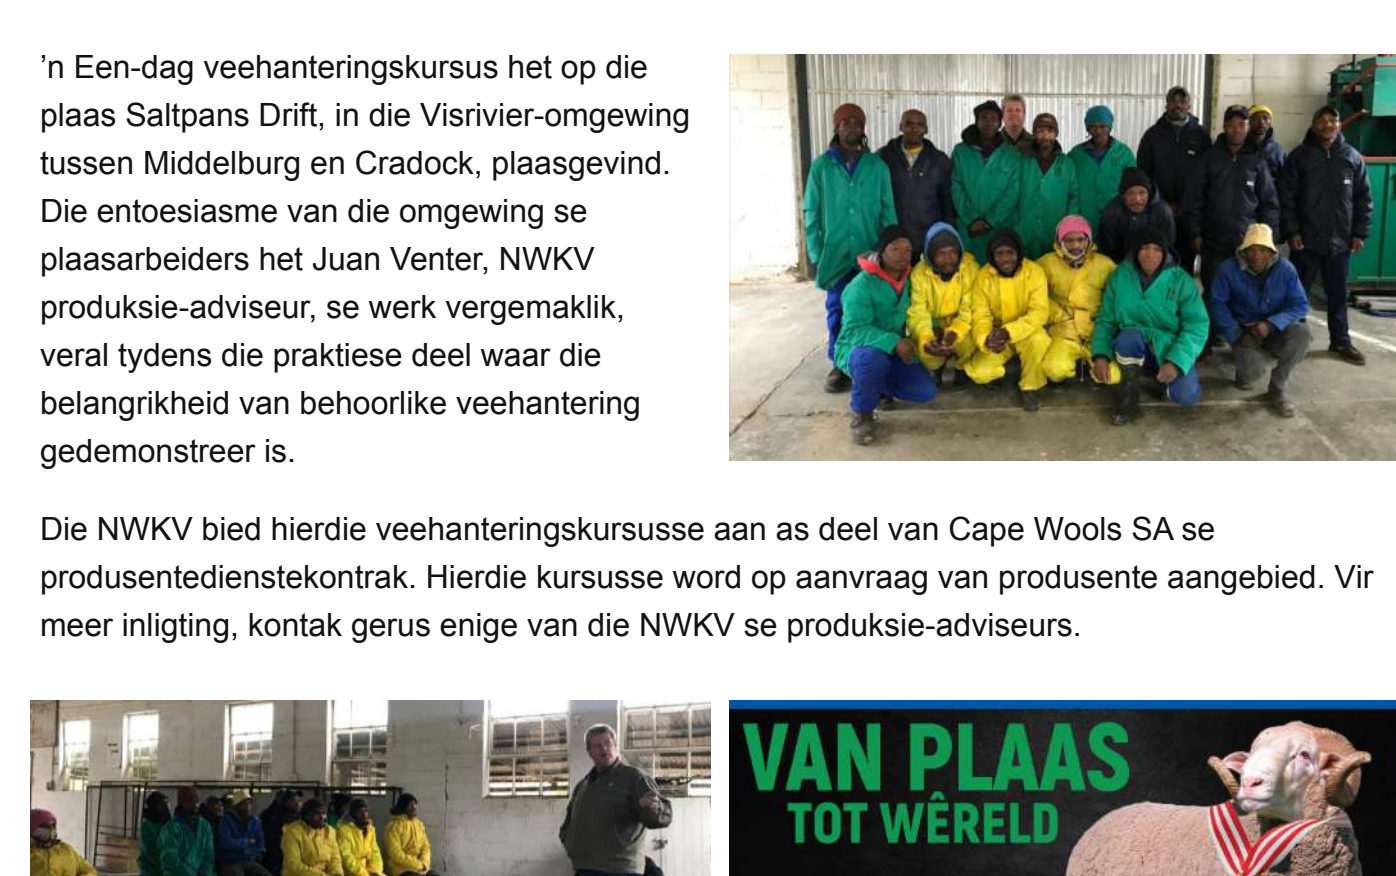 ’n Een-dag veehanteringskursus het op die
plaas Saltpans Drift, in die Visrivier-omgewing
tussen Middelburg en Cradock, plaasgevind.
Die entoesiasme van die omgewing se
plaasarbeiders het Juan Venter, NWKV
produksie-adviseur, se werk vergemaklik,
veral tydens die praktiese deel waar die
belangrikheid van behoorlike veehantering
gedemonstreer is.
Die NWKV bied hierdie veehanteringskursusse aan as deel van Cape Wools SA se
produsentedienstekontrak. Hierdie kursusse word op aanvraag van produsente aangebied. Vir
meer inligting, kontak gerus enige van die NWKV se produksie-adviseurs.
VAN PLAAS
TOT WÊRELD